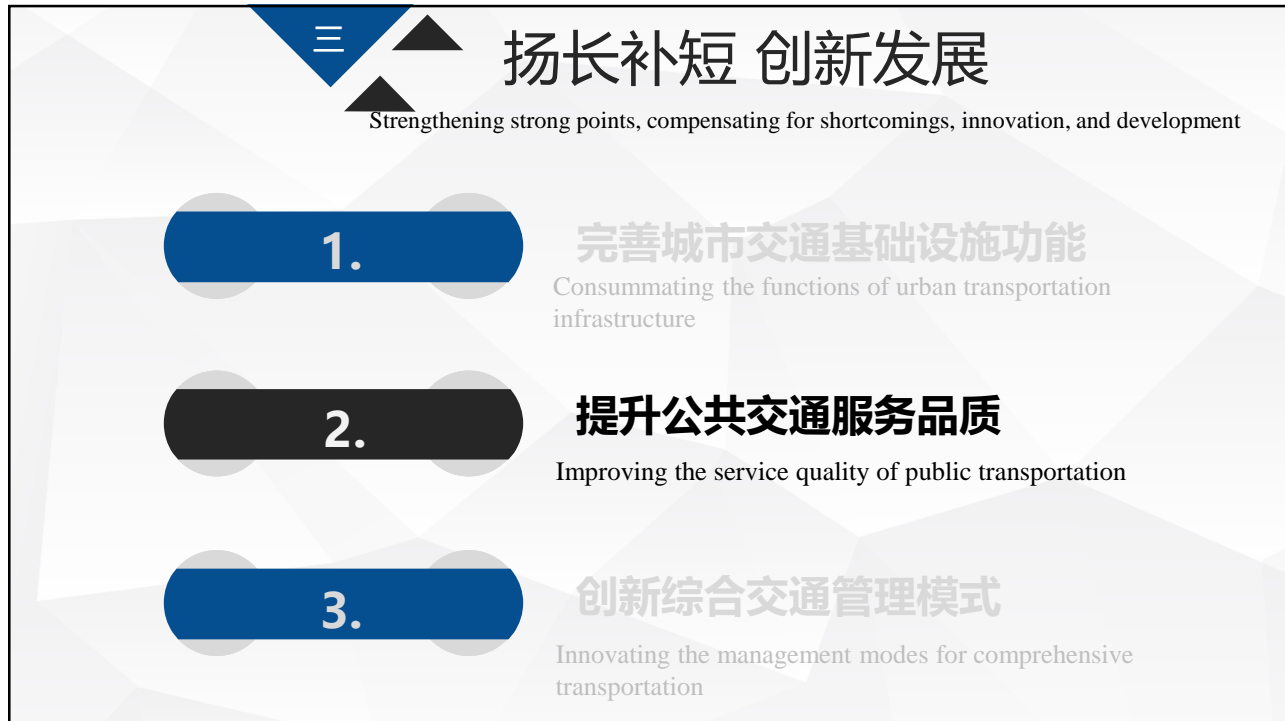 三
扬长补短 创新发展
Strengthening strong points, compensating for shortcomings, innovation, and development
1.
完善城市交通基础设施功能
Consummating the functions of urban transportation
infrastructure
2.
提升公共交通服务品质
Improving the service quality of public transportation
3.
创新综合交通管理模式
Innovating the management modes for comprehensive
transportation